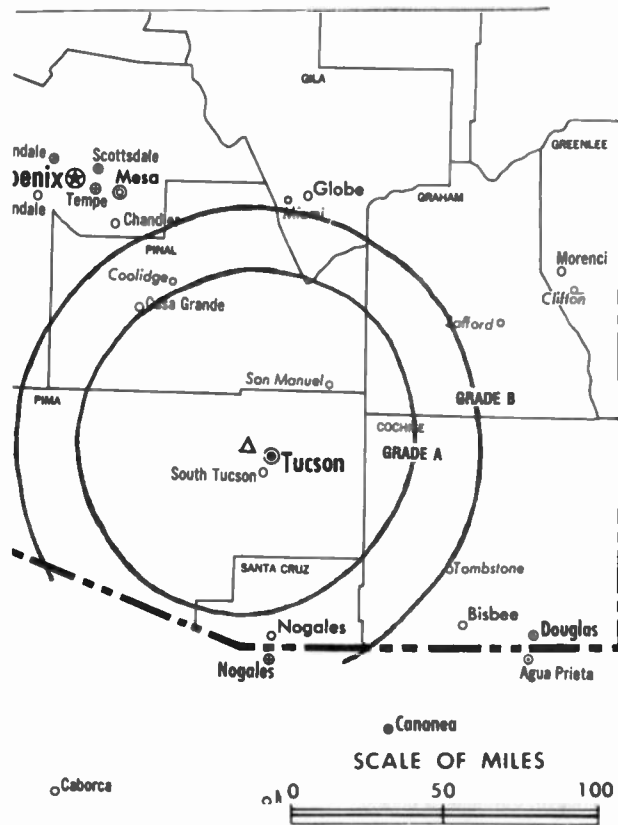 GILA
GREENLEE
ndale
Scottsdale
enix
Mesa
Tempe
Globe
Miami
GRAHAM
ndale
Chandler
PINAL
Morenci
Coolidge
Clifton
Casa Grande
afford
San Manuel
GRADE B
PIMA
COCHISE
GRADE A
Tucson
South Tucson
SANTA CRUZ
Tombstone
Bisbee
Nogales
Douglas
Nogales
Agua Prieta
Cananea
SCALE OF MILES
Caborca
0 50 100